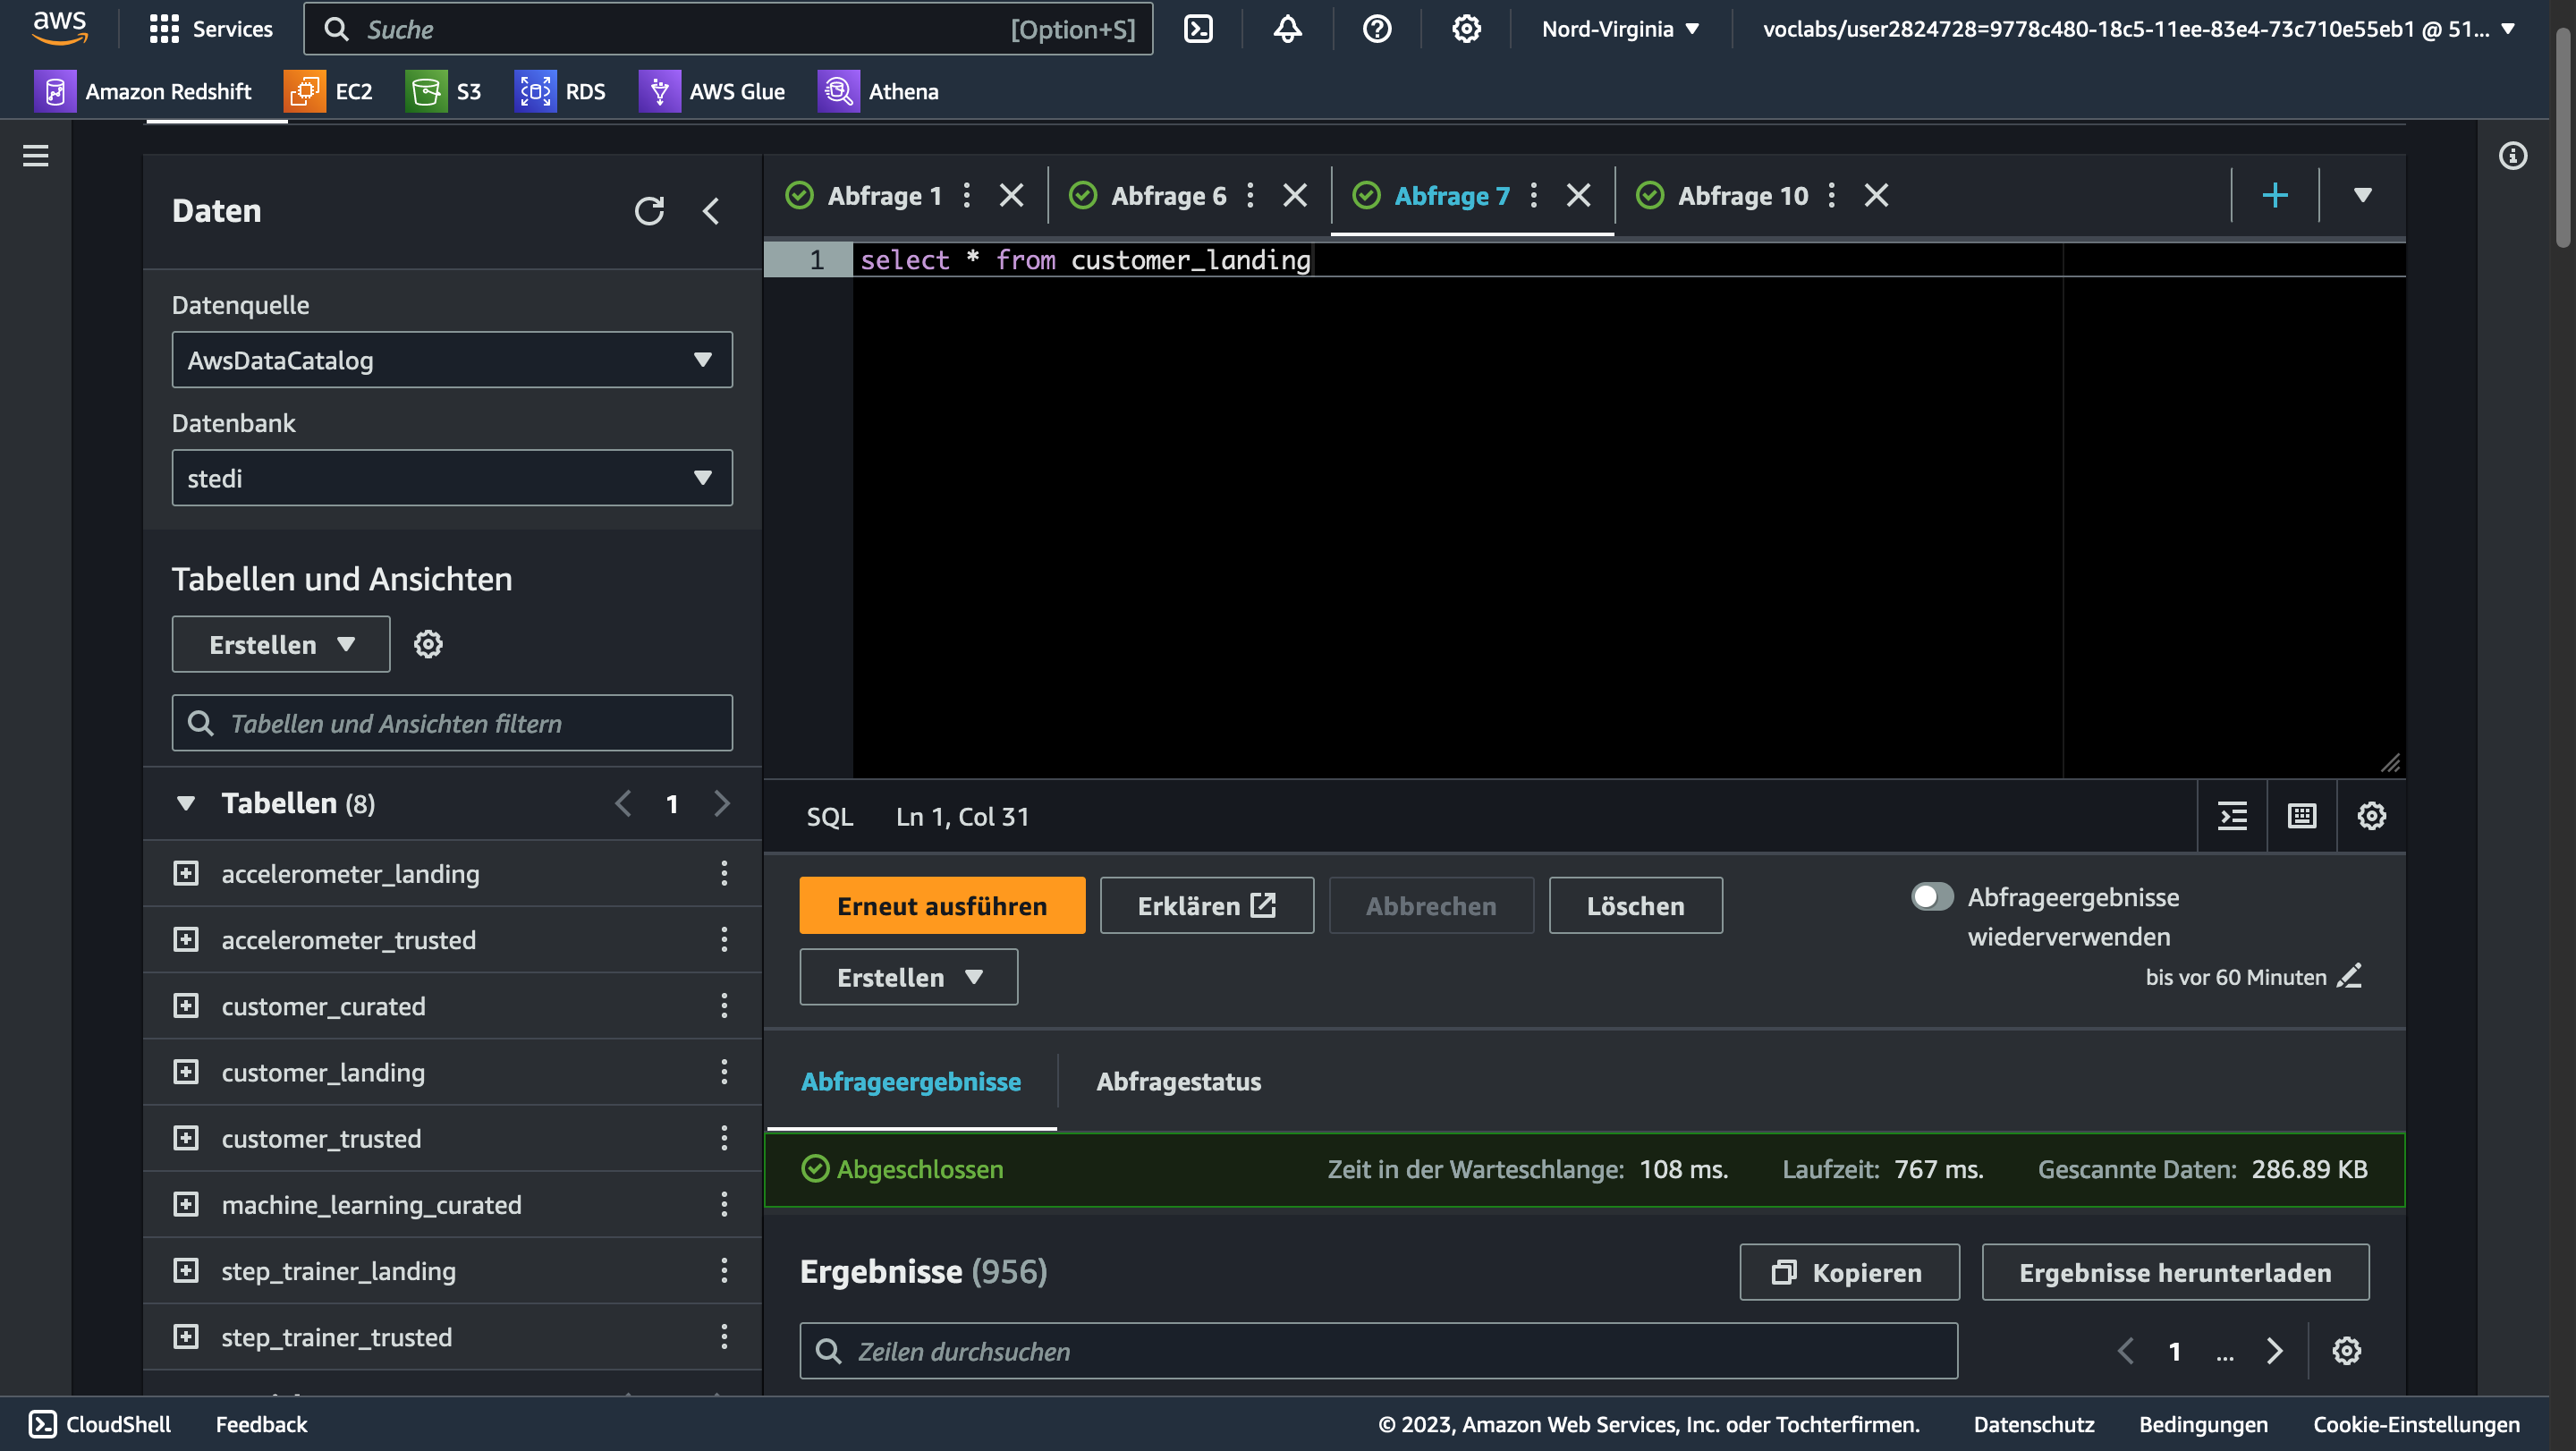 aws
Services
Suche
[Option+S]
Nord-Virginia
voclabs/user2824728=9778c480-18c5-11ee-83e4-73c710e55eb1 @ 51...
Amazon Redshift
EC2
S3
RDS
AWS Glue
Athena
Daten
Datenquelle
AwsDataCatalog
Datenbank
stedi
Tabellen und Ansichten
Erstellen
Tabellen und Ansichten filtern
Tabellen (8)
1
accelerometer_landing
accelerometer_trusted
customer_curated
customer_landing
customer_trusted
machine_learning_curated
step_trainer_landing
step_trainer_trusted
Abfrage 1
Abfrage 6
Abfrage 7
Abfrage 10
1 select * from customer_landing
SQL Ln 1, Col 31
Erneut ausführen
Erklären
Abbrechen
Löschen
Erstellen
Abfrageergebnisse
wiederverwenden
bis vor 60 Minuten
Abfrageergebnisse
Abfragestatus
Abgeschlossen
Zeit in der Warteschlange: 108 ms.
Laufzeit: 767 ms.
Gescannte Daten: 286.89 KB
Ergebnisse (956)
Kopieren
Ergebnisse herunterladen
Zeilen durchsuchen
1 ...
CloudShell
Feedback
© 2023, Amazon Web Services, Inc. oder Tochterfirmen.
Datenschutz
Bedingungen
Cookie-Einstellungen